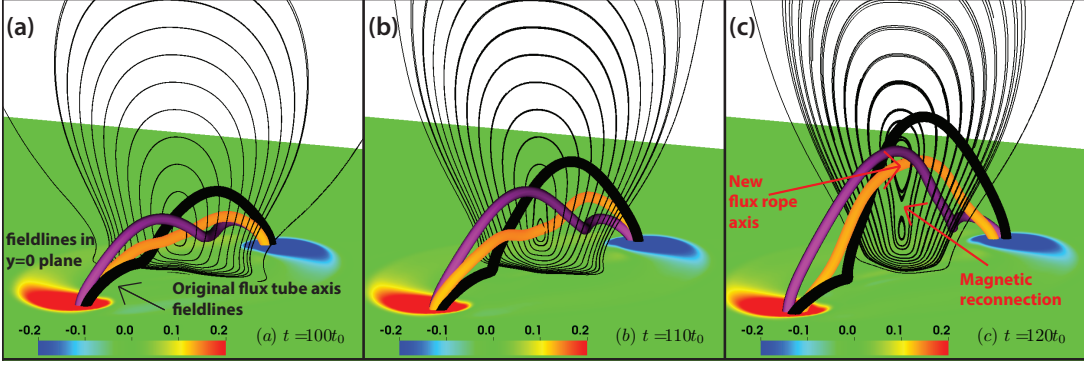 (a)
fieldlines in
y=0 plane
Original flux tube axis
fieldlines
-0.2 -0.1 0.0 0.1 0.2
(a) t =100t₀
(b)
-0.2 -0.1 0.0 0.1 0.2
(b) t =110t₀
(c)
New
flux rope
axis
Magnetic
reconnection
-0.2 -0.1 0.0 0.1 0.2
(c) t =120t₀